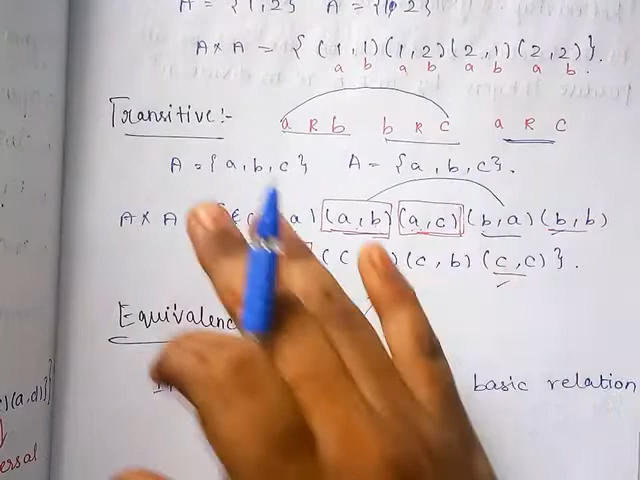 A = {1,2} A = {1,2}
A × A = { (1,1) (1,2) (2,1) (2,2) }.
a b a b a b a b
Transitive :- a R b b R c a R c
A = {a, b, c} A = {a, b, c}.
A × A a) (a, b) (a, c) (b, a) (b, b)
( (c, b) (c, c) }.
Equivalenc
basic relation
c) (a, d)}
ersal